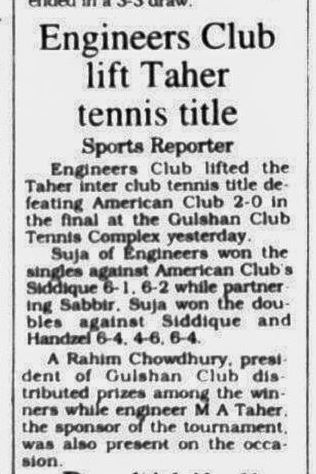 ended in a 3-3 draw.
Engineers Club
lift Taher
tennis title
Sports Reporter
Engineers Club lifted the
Taher inter club tennis title de-
feating American Club 2-0 in
the final at the Gulshan Club
Tennis Complex yesterday.
Suja of Engineers won the
singles against American Club's
Siddique 6-1, 6-2 while partner-
ing Sabbir, Suja won the dou-
bles against Siddique and
Handzel 6-4, 4-6, 6-4.
A Rahim Chowdhury, presi-
dent of Gulshan Club dis-
tributed prizes among the win-
ners while engineer M A Taher,
the sponsor of the tournament,
was also present on the occa-
sion.